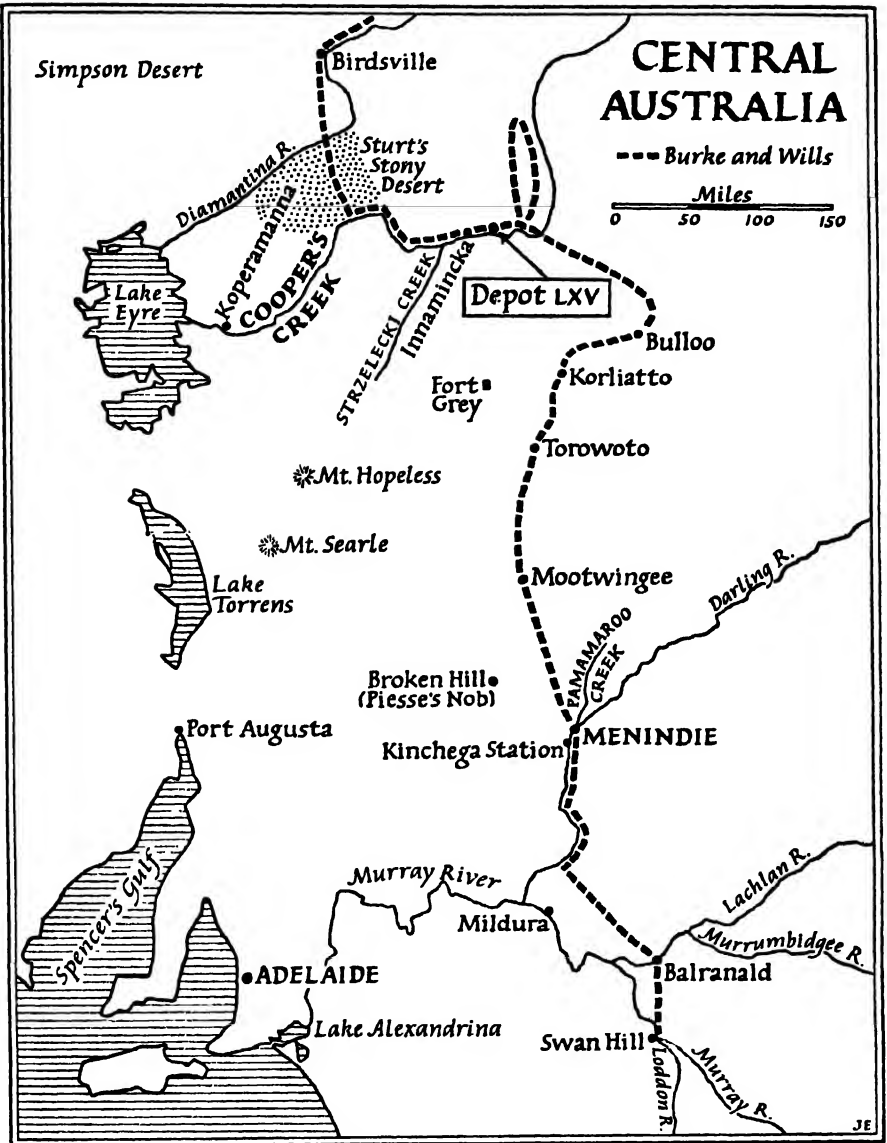 CENTRAL
AUSTRALIA
Burke and Wills
Miles
0 50 100 150
Simpson Desert
Birdsville
Diamantina R.
Sturt's
Stony
Desert
Koperamanna
COOPER'S
CREEK
Lake
Eyre
STRZELECKI CREEK
Innamincka
Depot LXV
Bulloo
Fort
Grey
Korliatto
Torowoto
Mt. Hopeless
Mt. Searle
Mootwingee
Lake
Torrens
Darling R.
PAMAMAROO
CREEK
Broken Hill
(Piesse's Nob)
Port Augusta
Kinchega Station
MENINDIE
Spencer's Gulf
Murray River
Mildura
Lachlan R.
Murrumbidgee R.
Balranald
ADELAIDE
Lake Alexandrina
Swan Hill
Loddon R.
Murray R.
JE